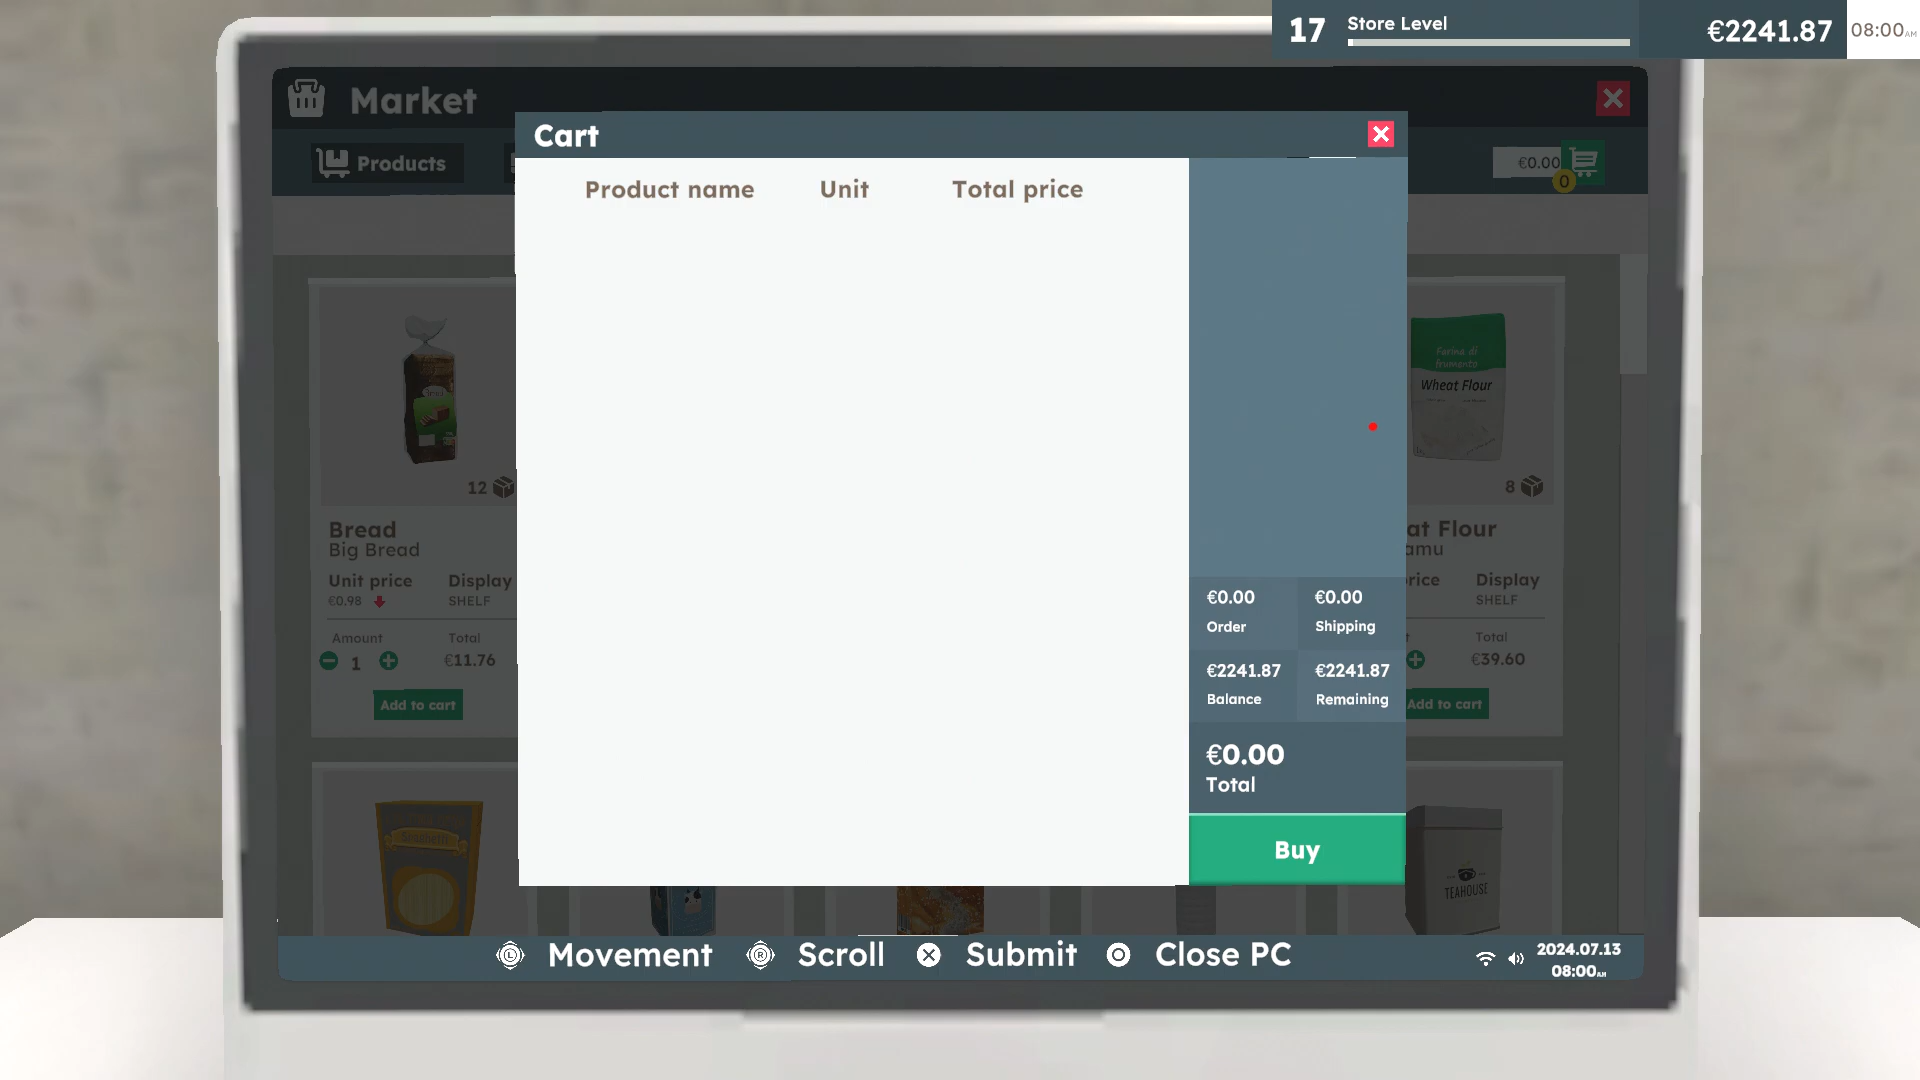 17 Store Level €2241.87 08:00AM
Market
Products
€0.00
0
Cart
Product name Unit Total price
Farina di
frumento
Wheat Flour
12
8
Bread
Big Bread
at Flour
amu
Unit price Display
€0.98 SHELF
rice Display
SHELF
Amount Total
1 €11.76
t Total
€39.60
Add to cart
Add to cart
€0.00 €0.00
Order Shipping
€2241.87 €2241.87
Balance Remaining
€0.00
Total
Buy
Spaghetti
TEAHOUSE
L Movement R Scroll Submit Close PC
2024.07.13
08:00AM